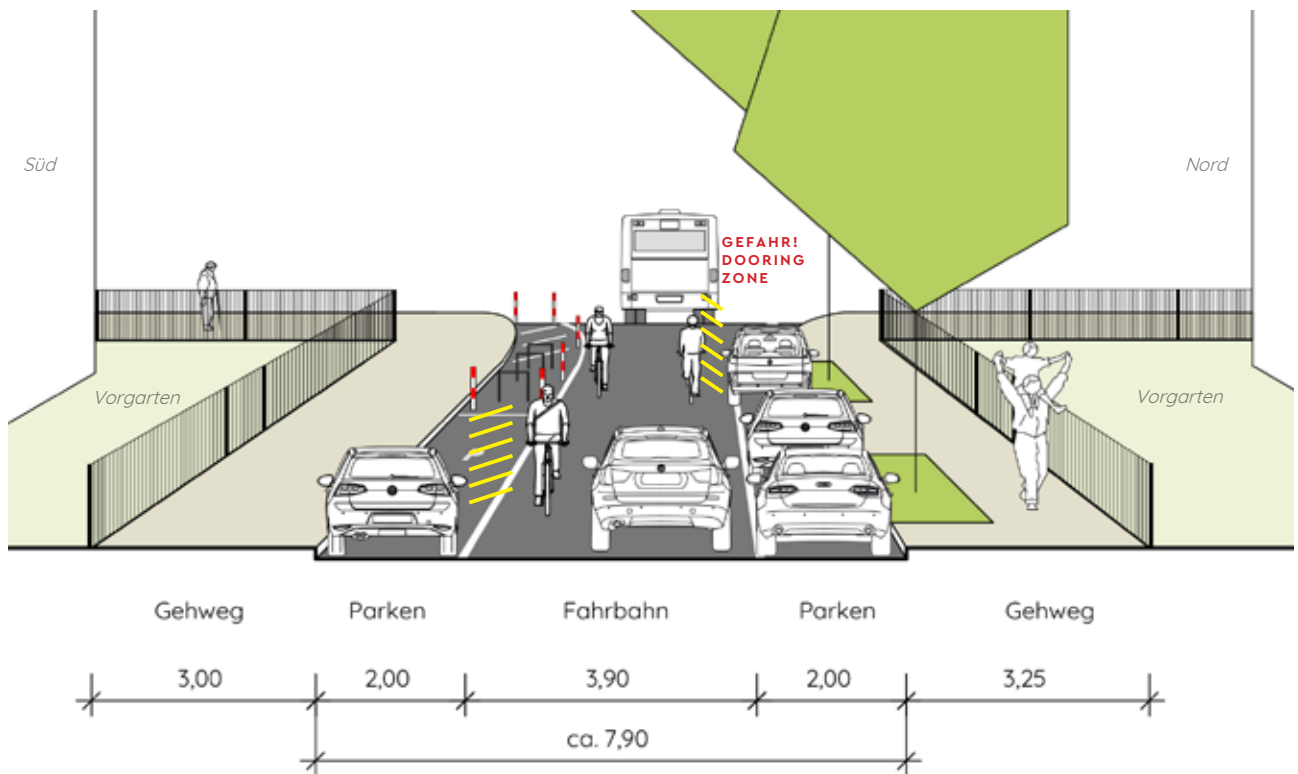 Süd
Nord
GEFAHR!
DOORING
ZONE
Vorgarten
Vorgarten
Gehweg
Parken
Fahrbahn
Parken
Gehweg
3,00
2,00
3,90
2,00
3,25
ca. 7,90